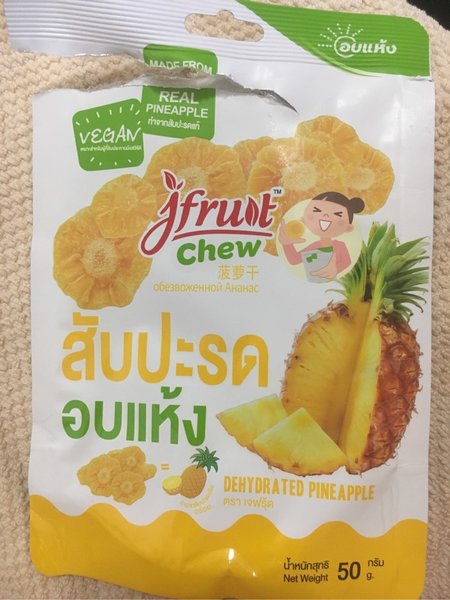 อบแห้ง
MADE FROM
REAL
PINEAPPLE
ทำจากสับปะรดแท้
VEGAN
jfruit™
chew
菠萝干
обезвоженной Ананас
สับปะรด
อบแห้ง
=
DEHYDRATED PINEAPPLE
ตรา เจฟรุ๊ต
น้ำหนักสุทธิ 50 กรัม
Net Weight g.